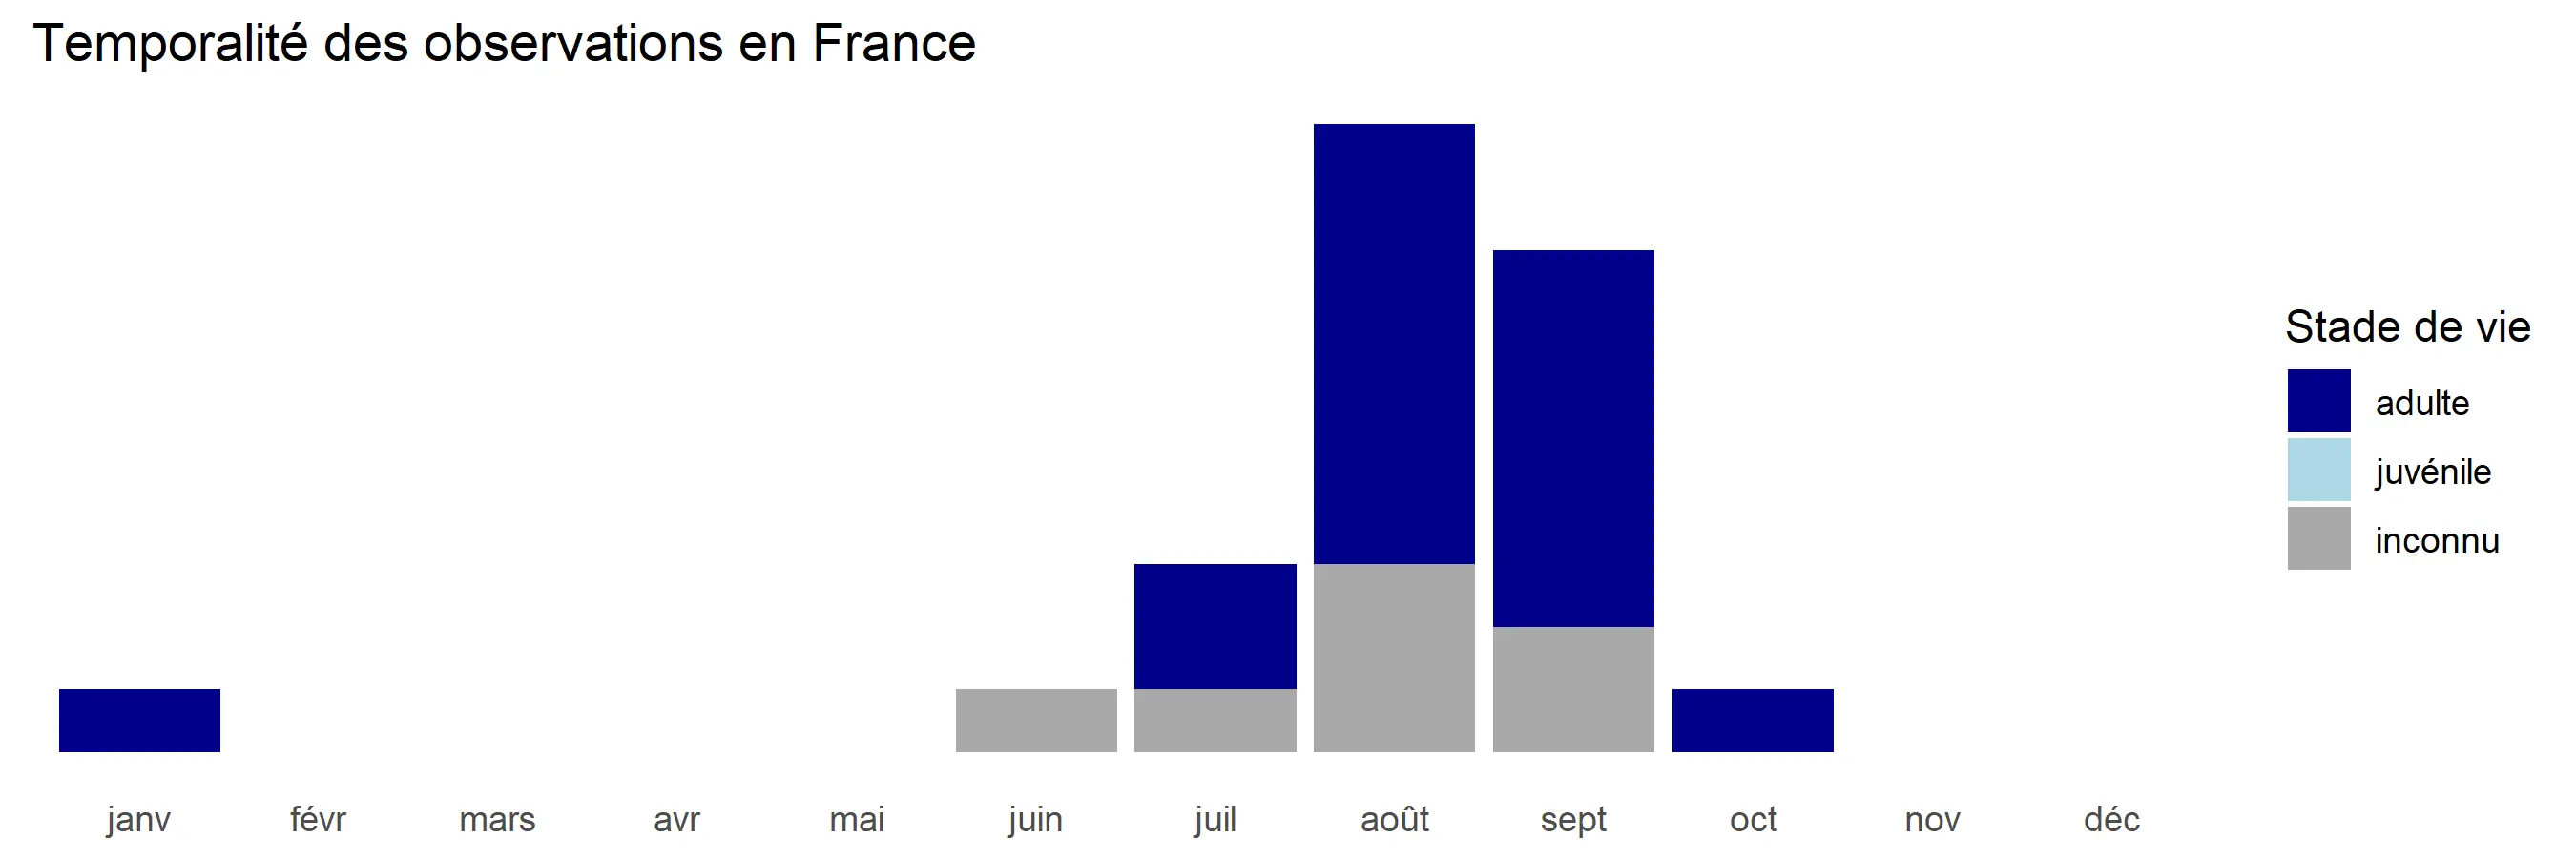 Temporalité des observations en France
Stade de vie
adulte
juvénile
inconnu
janv févr mars avr mai juin juil août sept oct nov déc